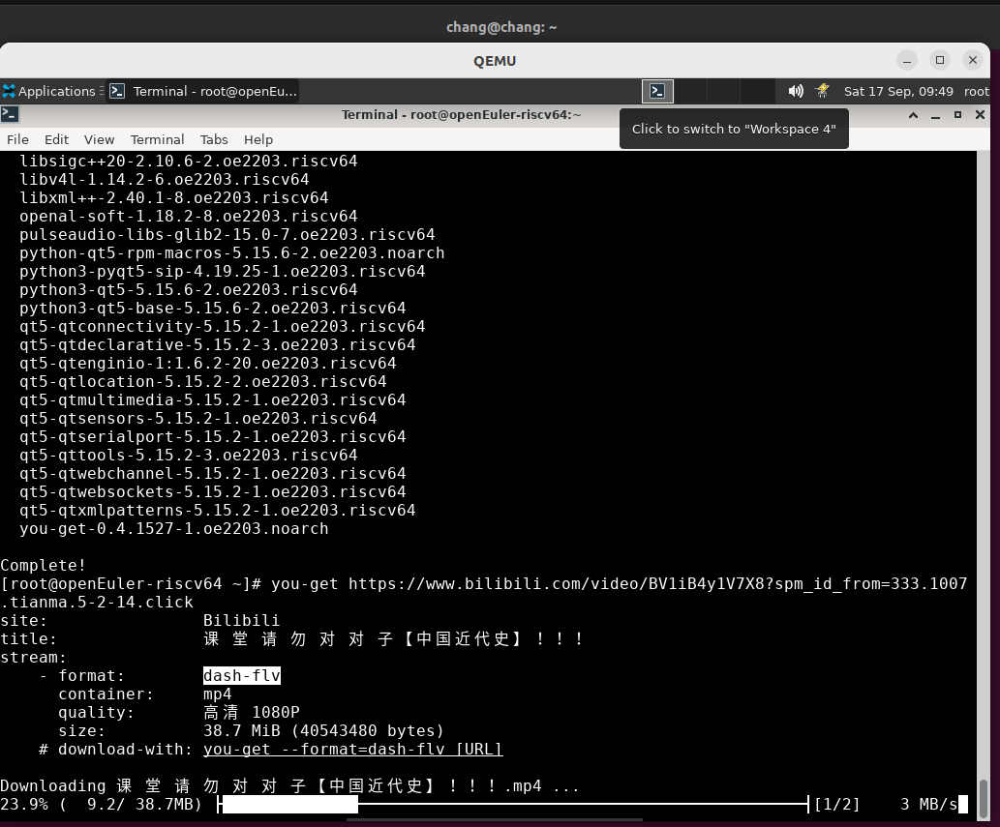 chang@chang: ~
QEMU
Applications
Terminal - root@openEu...
Sat 17 Sep, 09:49 root
Terminal - root@openEuler-riscv64:~
Click to switch to "Workspace 4"
File Edit View Terminal Tabs Help
libsigc++20-2.10.6-2.oe2203.riscv64
libv4l-1.14.2-6.oe2203.riscv64
libxml++-2.40.1-8.oe2203.riscv64
openal-soft-1.18.2-8.oe2203.riscv64
pulseaudio-libs-glib2-15.0-7.oe2203.riscv64
python-qt5-rpm-macros-5.15.6-2.oe2203.noarch
python3-pyqt5-sip-4.19.25-1.oe2203.riscv64
python3-qt5-5.15.6-2.oe2203.riscv64
python3-qt5-base-5.15.6-2.oe2203.riscv64
qt5-qtconnectivity-5.15.2-1.oe2203.riscv64
qt5-qtdeclarative-5.15.2-3.oe2203.riscv64
qt5-qtenginio-1:1.6.2-20.oe2203.riscv64
qt5-qtlocation-5.15.2-2.oe2203.riscv64
qt5-qtmultimedia-5.15.2-1.oe2203.riscv64
qt5-qtsensors-5.15.2-1.oe2203.riscv64
qt5-qtserialport-5.15.2-1.oe2203.riscv64
qt5-qttools-5.15.2-3.oe2203.riscv64
qt5-qtwebchannel-5.15.2-1.oe2203.riscv64
qt5-qtwebsockets-5.15.2-1.oe2203.riscv64
qt5-qtxmlpatterns-5.15.2-1.oe2203.riscv64
you-get-0.4.1527-1.oe2203.noarch
Complete!
[root@openEuler-riscv64 ~]# you-get https://www.bilibili.com/video/BV1iB4y1V7X8?spm_id_from=333.1007
.tianma.5-2-14.click
site: Bilibili
title: 课 堂 请 勿 对 对 子【中国近代史】！！！
stream:
- format: dash-flv
container: mp4
quality: 高清 1080P
size: 38.7 MiB (40543480 bytes)
# download-with: you-get --format=dash-flv [URL]
Downloading 课 堂 请 勿 对 对 子【中国近代史】！！！.mp4 ...
23.9% ( 9.2/ 38.7MB) [1/2] 3 MB/s